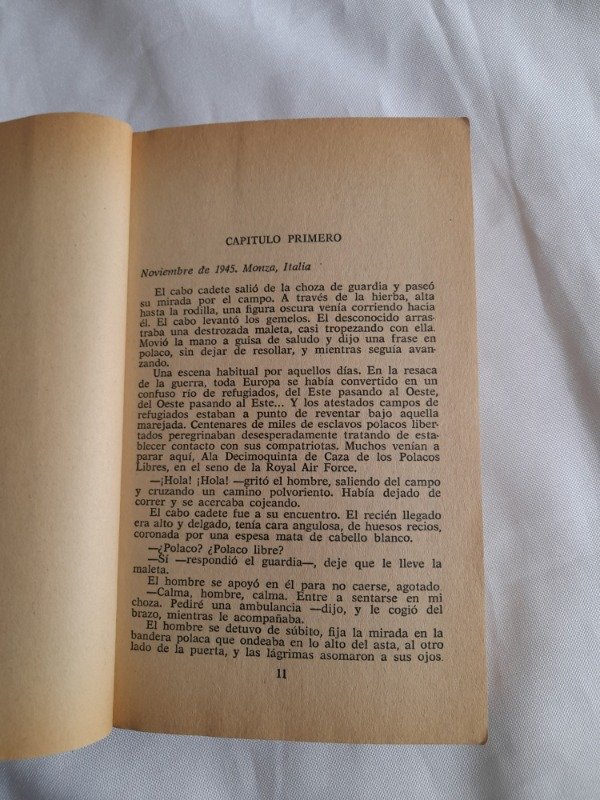 CAPITULO PRIMERO
Noviembre de 1945. Monza, Italia
El cabo cadete salió de la choza de guardia y paseó
su mirada por el campo. A través de la hierba, alta
hasta la rodilla, una figura oscura venía corriendo hacia
él. El cabo levantó los gemelos. El desconocido arras-
traba una destrozada maleta, casi tropezando con ella.
Movió la mano a guisa de saludo y dijo una frase en
polaco, sin dejar de resollar, y mientras seguía avan-
zando.
Una escena habitual por aquellos días. En la resaca
de la guerra, toda Europa se había convertido en un
confuso río de refugiados, del Este pasando al Oeste,
del Oeste pasando al Este... Y los atestados campos de
refugiados estaban a punto de reventar bajo aquella
marejada. Centenares de miles de esclavos polacos liber-
tados peregrinaban desesperadamente tratando de esta-
blecer contacto con sus compatriotas. Muchos venían a
parar aquí, Ala Decimoquinta de Caza de los Polacos
Libres, en el seno de la Royal Air Force.
—¡Hola! ¡Hola! —gritó el hombre, saliendo del campo
y cruzando un camino polvoriento. Había dejado de
correr y se acercaba cojeando.
El cabo cadete fue a su encuentro. El recién llegado
era alto y delgado, tenía cara angulosa, de huesos recios,
coronada por una espesa mata de cabello blanco.
—¿Polaco? ¿Polaco libre?
—Sí —respondió el guardia—, deje que le lleve la
maleta.
El hombre se apoyó en él para no caerse, agotado
—Calma, hombre, calma. Entre a sentarse en mi
choza. Pediré una ambulancia —dijo, y le cogió del
brazo, mientras le acompañaba.
El hombre se detuvo de súbito, fija la mirada en la
bandera polaca que ondeaba en lo alto del asta, al otro
lado de la puerta, y las lágrimas asomaron a sus ojos.
11